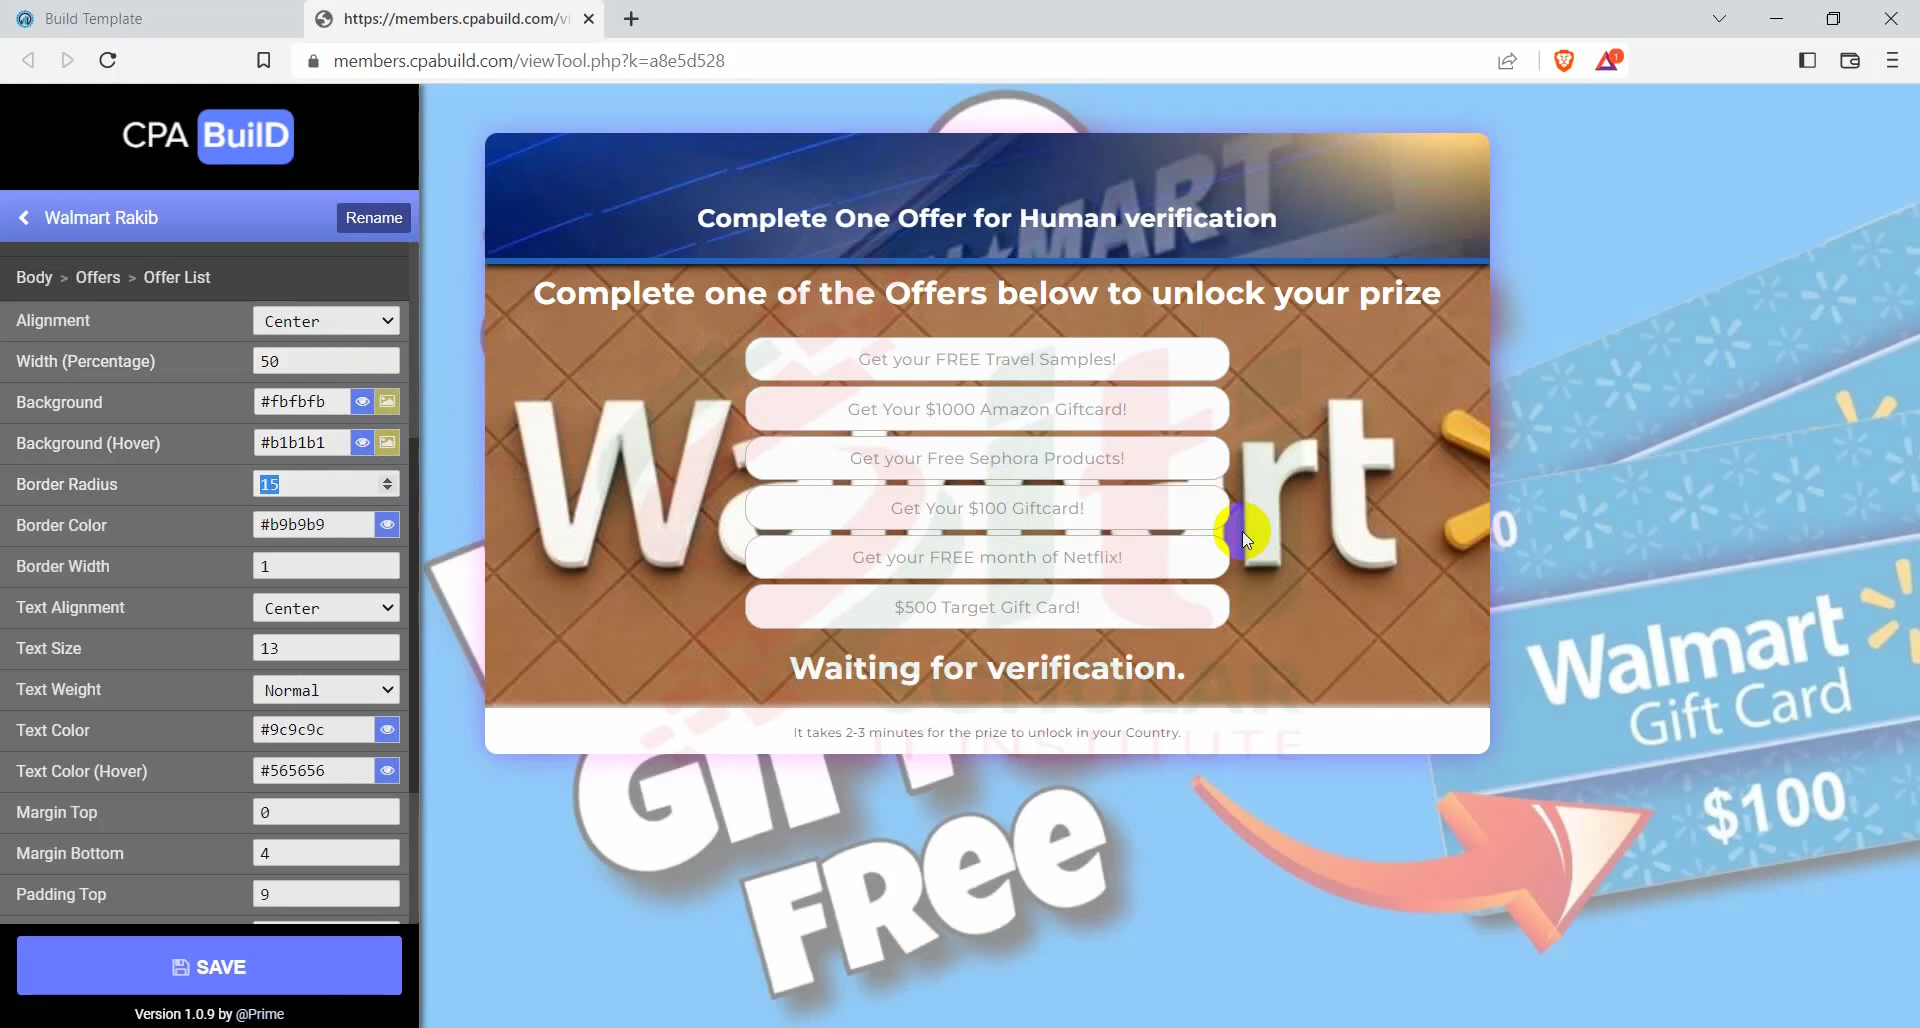 Build Template
https://members.cpabuild.com/vi
members.cpabuild.com/viewTool.php?k=a8e5d528
1
CPA BuilD
Walmart Rakib
Rename
Body > Offers > Offer List
Alignment
Center
Width (Percentage)
50
Background
#fbfbfb
Background (Hover)
#b1b1b1
Border Radius
15
Border Color
#b9b9b9
Border Width
1
Text Alignment
Center
Text Size
13
Text Weight
Normal
Text Color
#9c9c9c
Text Color (Hover)
#565656
Margin Top
0
Margin Bottom
4
Padding Top
9
SAVE
Version 1.0.9 by @Prime
MART
Complete One Offer for Human verification
Complete one of the Offers below to unlock your prize
Get your FREE Travel Samples!
Get Your $1000 Amazon Giftcard!
Get your Free Sephora Products!
Get Your $100 Giftcard!
Get your FREE month of Netflix!
$500 Target Gift Card!
Waiting for verification.
It takes 2-3 minutes for the prize to unlock in your Country.
IT INSTITUTE
FRee
Walmart
Gift Card
$100